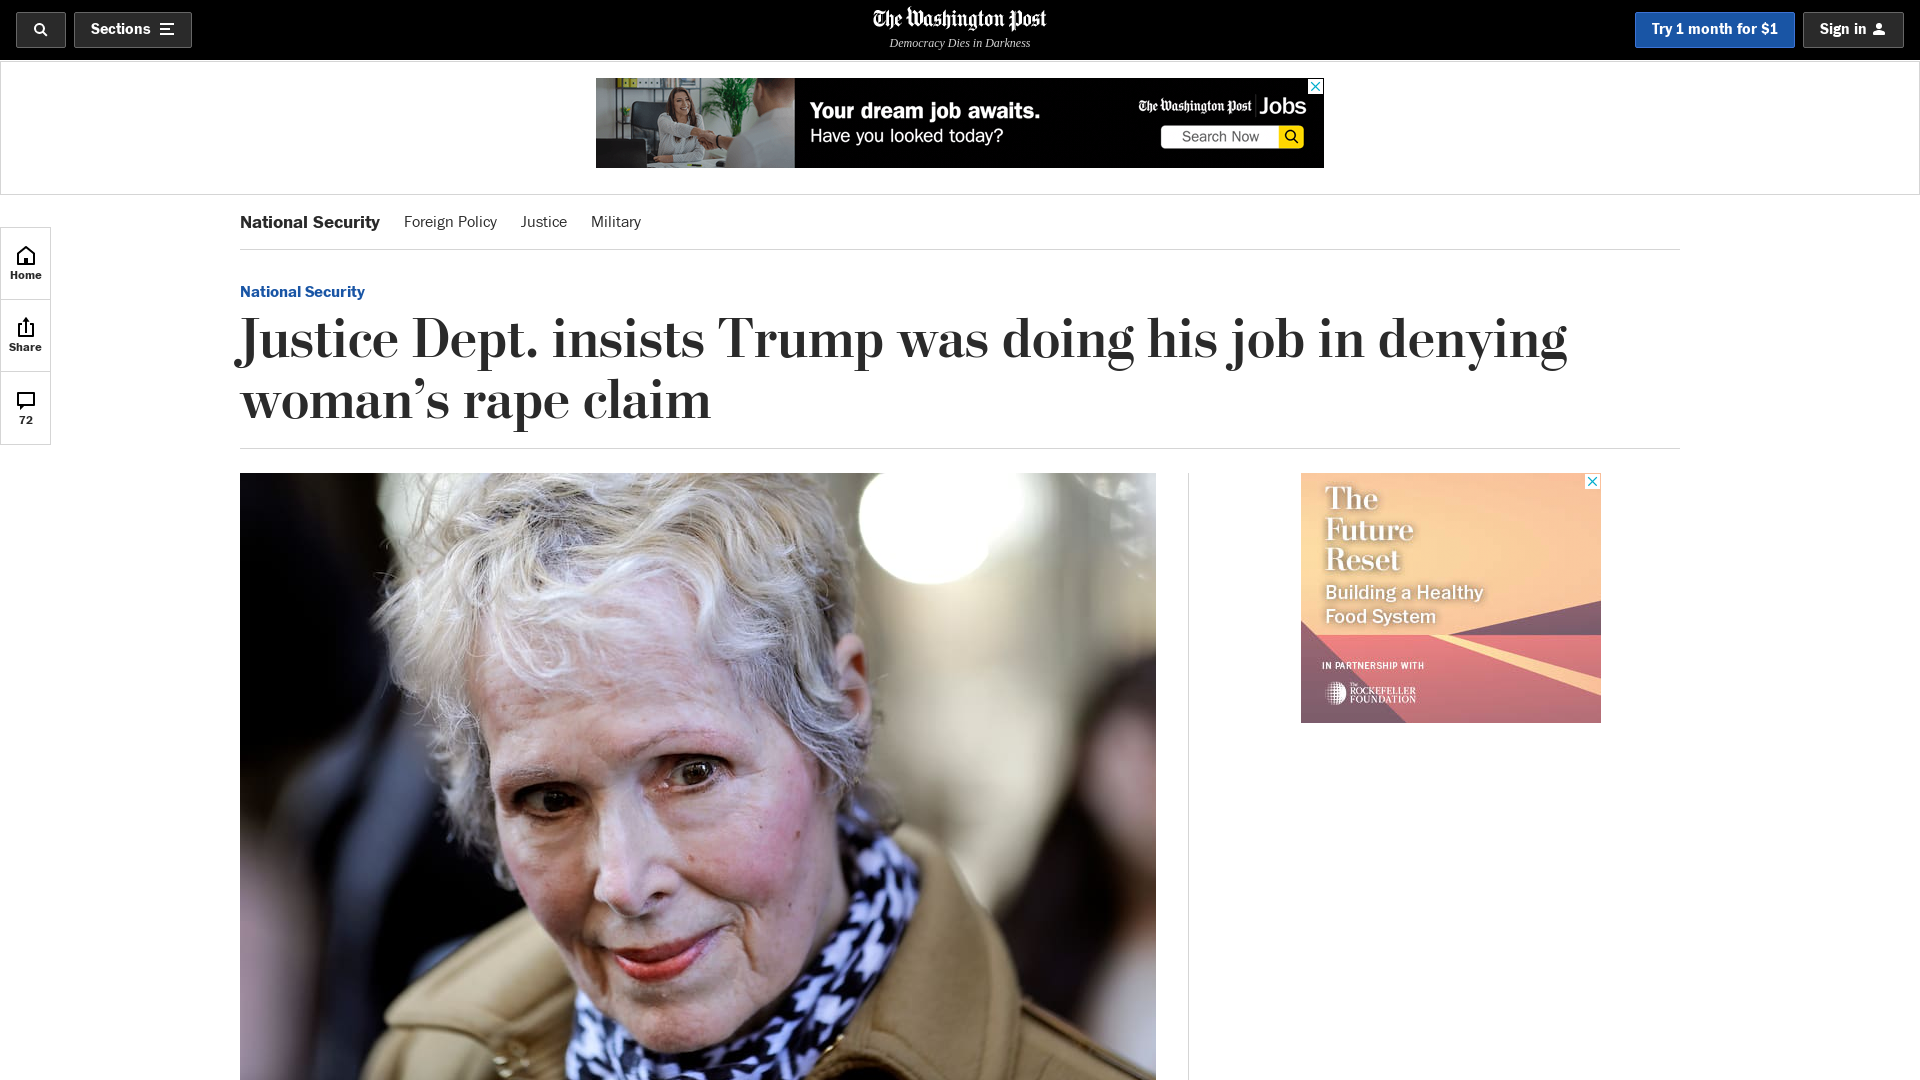 Sections
The Washington Post
Democracy Dies in Darkness
Try 1 month for $1
Sign in
Your dream job awaits.
Have you looked today?
The Washington Post Jobs
Search Now
National Security
Foreign Policy
Justice
Military
Home
Share
72
National Security
Justice Dept. insists Trump was doing his job in denying
woman’s rape claim
The
Future
Reset
Building a Healthy
Food System
IN PARTNERSHIP WITH
The
ROCKEFELLER
FOUNDATION